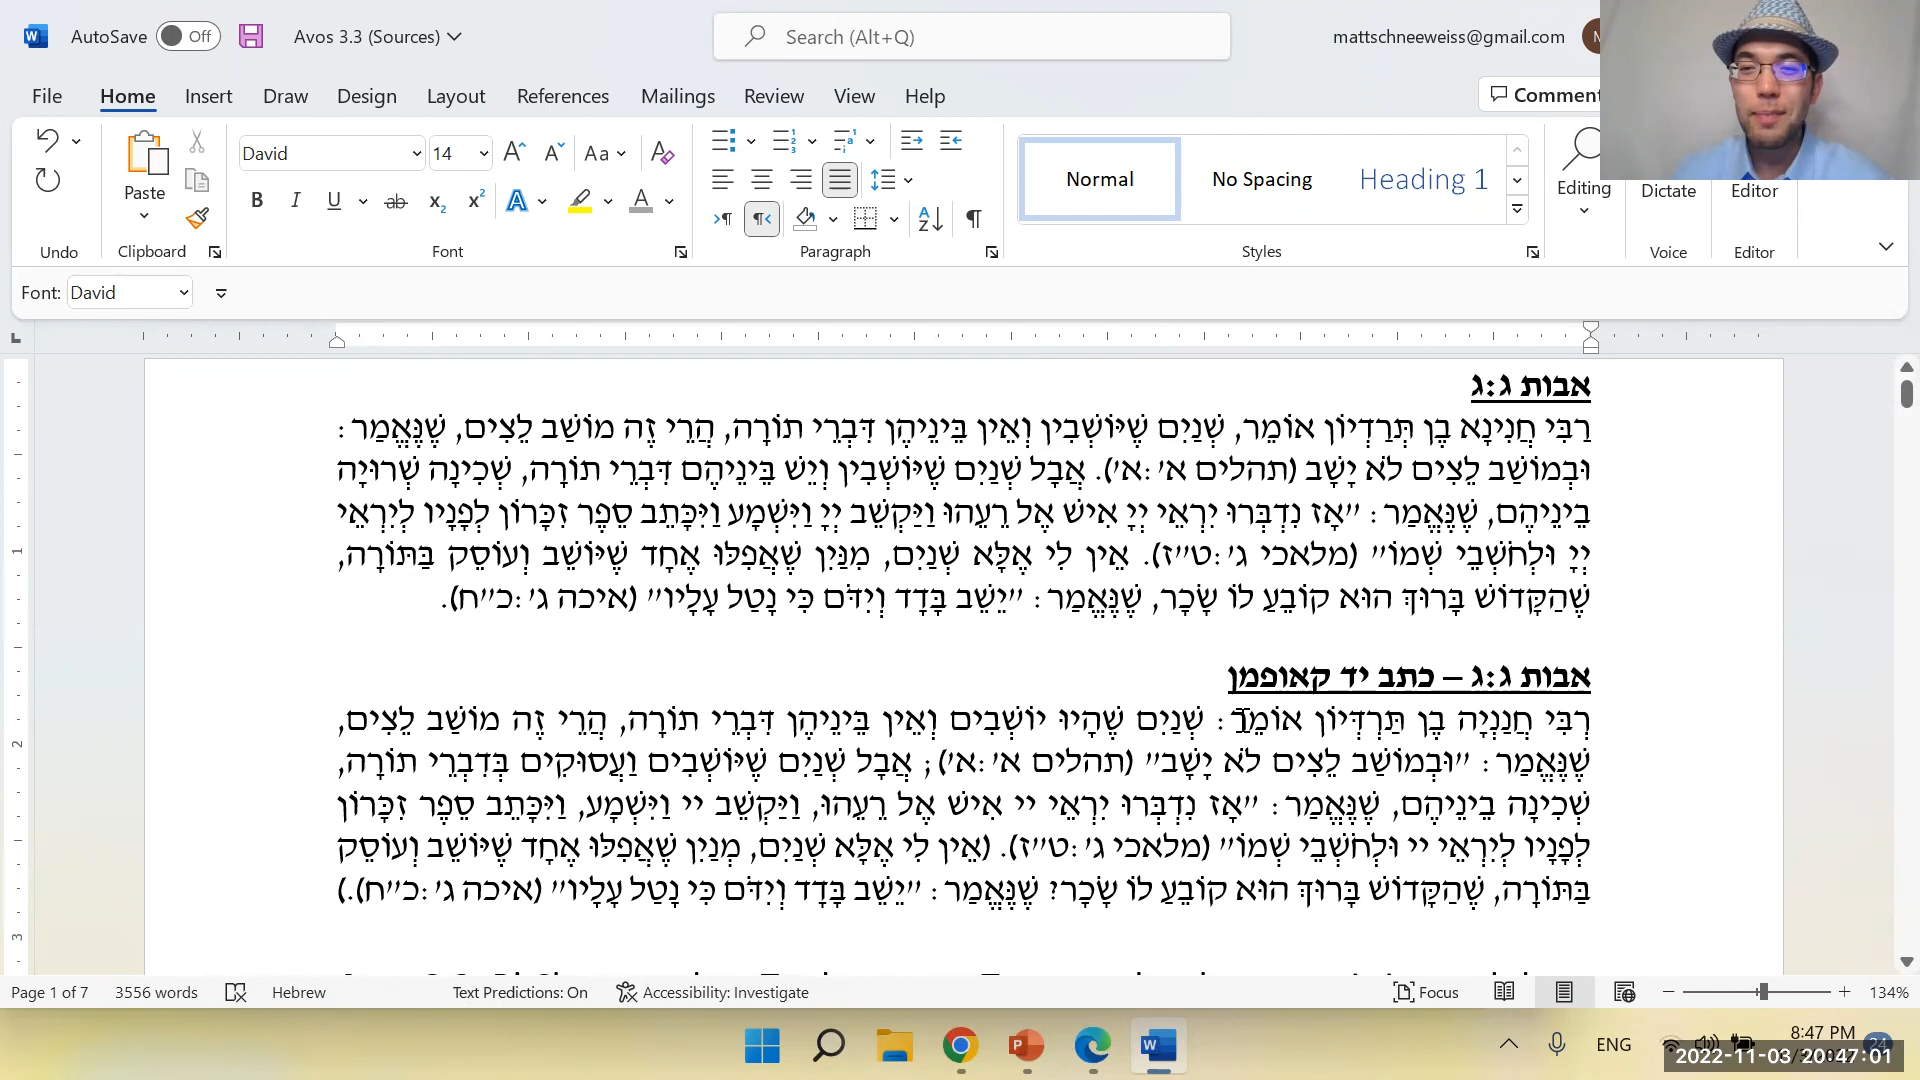 AutoSave Off Avos 3.3 (Sources) Search (Alt+Q) mattschneeweiss@gmail.com
File Home Insert Draw Design Layout References Mailings Review View Help Comment
Paste David 14 Aa Normal No Spacing Heading 1 Editing Dictate Editor
Undo Clipboard Font Paragraph Styles Voice Editor
Font: David
אבות ג:ג
רַבִּי חֲנִינָא בֶן תְּרַדְיוֹן אוֹמֵר, שְׁנַיִם שֶׁיּוֹשְׁבִין וְאֵין בֵּינֵיהֶן דִּבְרֵי תוֹרָה, הֲרֵי זֶה מוֹשַׁב לֵצִים, שֶׁנֶּאֱמַר:
וּבְמוֹשַׁב לֵצִים לֹא יָשָׁב (תהלים א׳:א׳). אֲבָל שְׁנַיִם שֶׁיּוֹשְׁבִין וְיֵשׁ בֵּינֵיהֶם דִּבְרֵי תוֹרָה, שְׁכִינָה שְׁרוּיָה
בֵינֵיהֶם, שֶׁנֶּאֱמַר: ״אָז נִדְבְּרוּ יִרְאֵי יְיָ אִישׁ אֶל רֵעֵהוּ וַיַּקְשֵׁב יְיָ וַיִּשְׁמָע וַיִּכָּתֵב סֵפֶר זִכָּרוֹן לְפָנָיו לְיִרְאֵי
יְיָ וּלְחֹשְׁבֵי שְׁמוֹ״ (מלאכי ג׳:ט״ז). אֵין לִי אֶלָּא שְׁנַיִם, מִנַּיִן שֶׁאֲפִלּוּ אֶחָד שֶׁיּוֹשֵׁב וְעוֹסֵק בַּתּוֹרָה,
שֶׁהַקָּדוֹשׁ בָּרוּךְ הוּא קוֹבֵעַ לוֹ שָׂכָר, שֶׁנֶּאֱמַר: ״יֵשֵׁב בָּדָד וְיִדֹּם כִּי נָטַל עָלָיו״ (איכה ג׳:כ״ח).
אבות ג:ג – כתב יד קאופמן
רְבִּי חֲנַנְיָה בֶן תַּרְדְּיוֹן אוֹמֵר: שְׁנַיִם שֶׁהָיוּ יוֹשְׁבִים וְאֵין בֵּינֵיהֶן דִּבְרֵי תוֹרָה, הֲרֵי זֶה מוֹשַׁב לֵצִים,
שֶׁנֶּאֱמַר: ״וּבְמוֹשַׁב לֵצִים לֹא יָשָׁב״ (תהלים א׳:א׳); אֲבָל שְׁנַיִם שֶׁיּוֹשְׁבִים וַעֲסוּקִים בְּדִבְרֵי תוֹרָה,
שְׁכִינָה בֵינֵיהֶם, שֶׁנֶּאֱמַר: ״אָז נִדְבְּרוּ יִרְאֵי יי אִישׁ אֶל רֵעֵהוּ, וַיַּקְשֵׁב יי וַיִּשְׁמָע, וַיִּכָּתֵב סֵפֶר זִכָּרוֹן
לְפָנָיו לְיִרְאֵי יי וּלְחֹשְׁבֵי שְׁמוֹ״ (מלאכי ג׳:ט״ז). (אֵין לִי אֶלָּא שְׁנַיִם, מְנַיִן שֶׁאֲפִלּוּ אֶחָד שֶׁיּוֹשֵׁב וְעוֹסֵק
בַּתּוֹרָה, שֶׁהַקָּדוֹשׁ בָּרוּךְ הוּא קוֹבֵעַ לוֹ שָׂכָר? שֶׁנֶּאֱמַר: ״יֵשֵׁב בָּדָד וְיִדֹּם כִּי נָטַל עָלָיו״ (איכה ג׳:כ״ח).)
Page 1 of 7 3556 words Hebrew Text Predictions: On Accessibility: Investigate Focus 134%
ENG 8:47 PM
2022-11-03 20:47:01